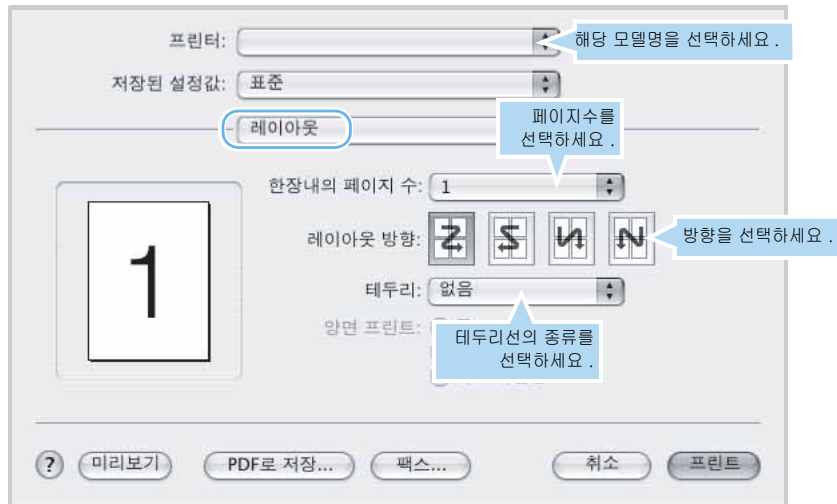 프린터:
해당 모델명을 선택하세요 .
저장된 설정값: 표준
레이아웃
페이지수를
선택하세요 .
한장내의 페이지 수: 1
레이아웃 방향:
방향을 선택하세요 .
1
테두리: 없음
양면 프린트:
테두리선의 종류를
선택하세요 .
? 미리보기 PDF로 저장... 팩스... 취소 프린트